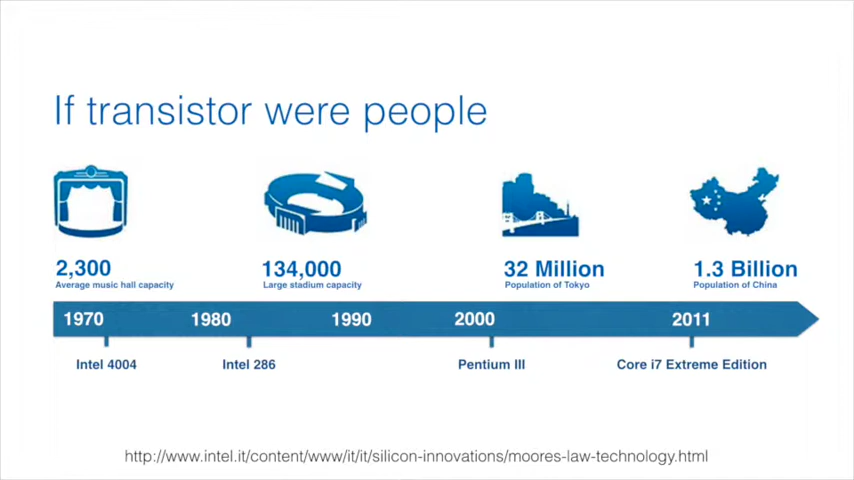 If transistor were people
2,300
Average music hall capacity
134,000
Large stadium capacity
32 Million
Population of Tokyo
1.3 Billion
Population of China
1970 1980 1990 2000 2011
Intel 4004 Intel 286 Pentium III Core i7 Extreme Edition
http://www.intel.it/content/www/it/it/silicon-innovations/moores-law-technology.html